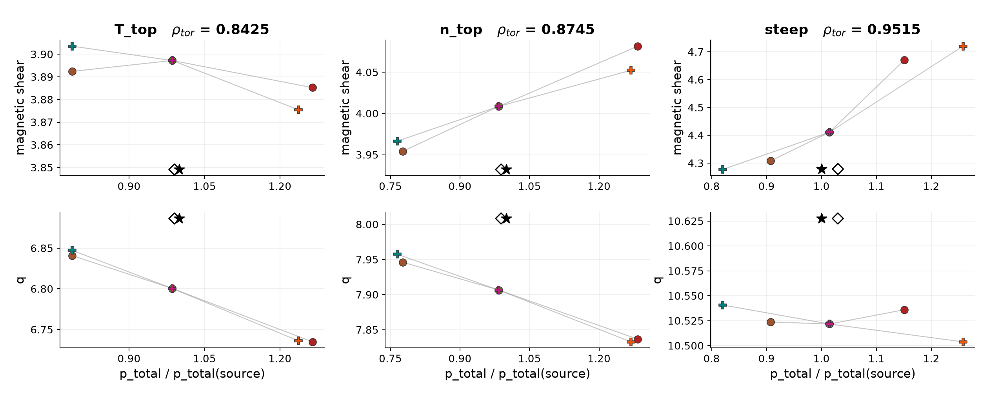 T_top ρtor = 0.8425
n_top ρtor = 0.8745
steep ρtor = 0.9515
magnetic shear
3.90
3.89
3.88
3.87
3.86
3.85
0.90 1.05 1.20
magnetic shear
4.05
4.00
3.95
0.75 0.90 1.05 1.20
magnetic shear
4.7
4.6
4.5
4.4
4.3
0.8 0.9 1.0 1.1 1.2
q
6.85
6.80
6.75
0.90 1.05 1.20
p_total / p_total(source)
q
8.00
7.95
7.90
7.85
0.75 0.90 1.05 1.20
p_total / p_total(source)
q
10.625
10.600
10.575
10.550
10.525
10.500
0.8 0.9 1.0 1.1 1.2
p_total / p_total(source)